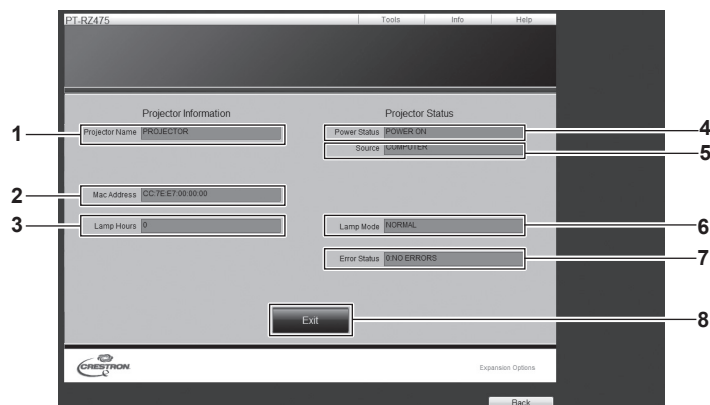 PT-RZ475
Tools Info Help
Projector Information
Projector Status
1
Projector Name PROJECTOR
Power Status POWER ON
4
Source COMPUTER
5
2
Mac Address CC:7E:E7:00:00:00
3
Lamp Hours 0
Lamp Mode NORMAL
6
Error Status 0:NO ERRORS
7
Exit
8
CRESTRON
Expansion Options
Back